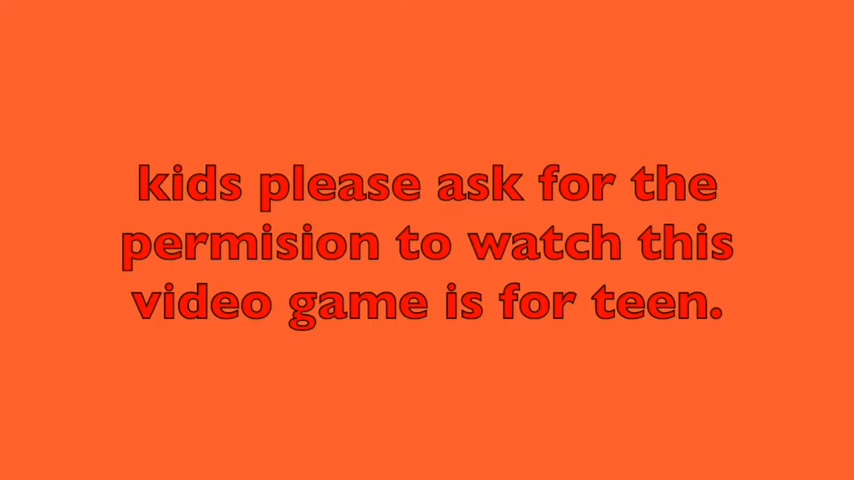 kids please ask for the
permision to watch this
video game is for teen.